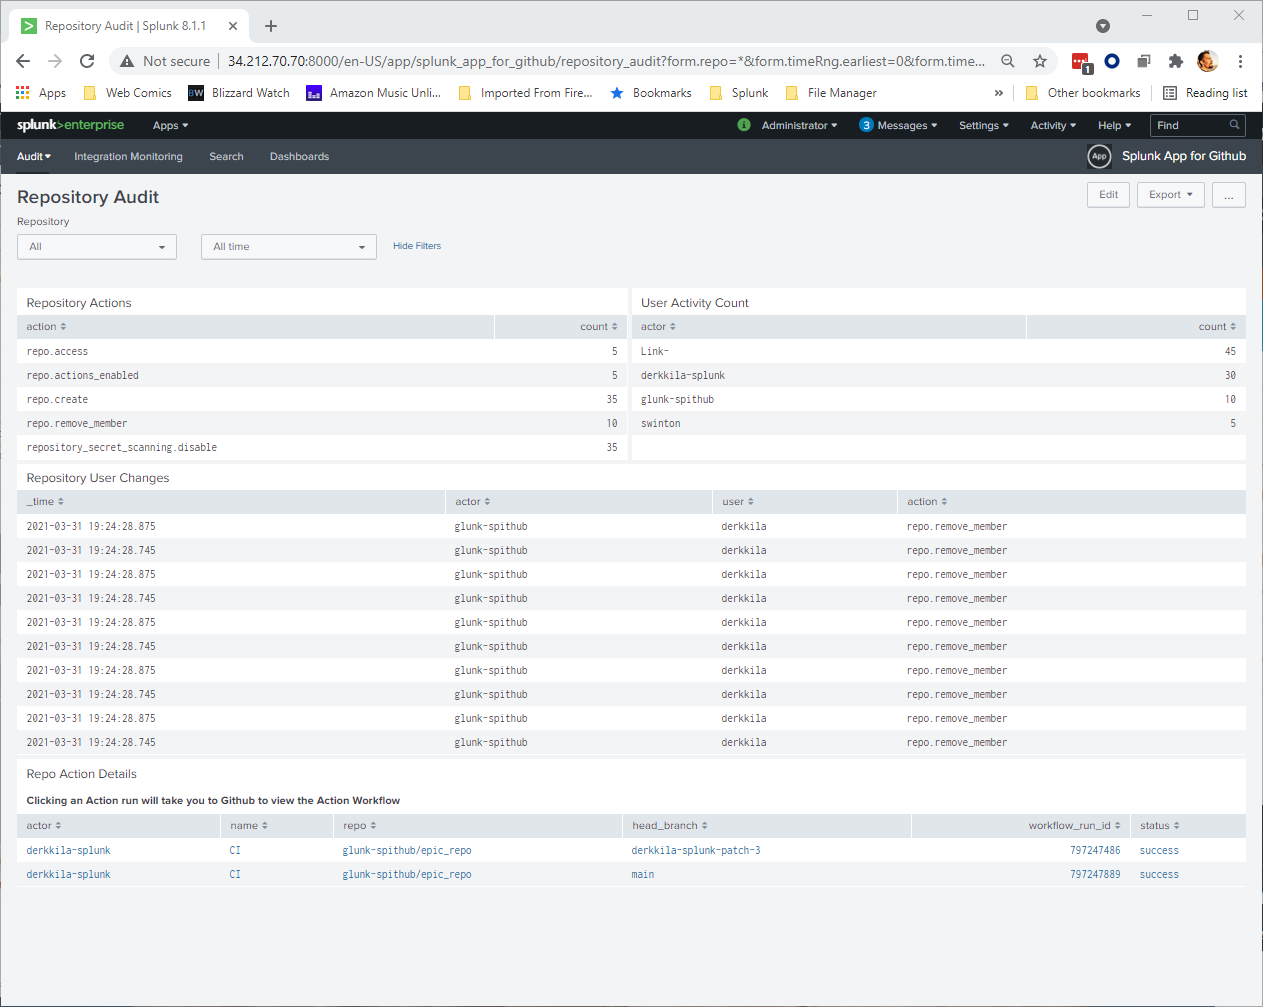 Repository Audit | Splunk 8.1.1
Not secure | 34.212.70.70:8000/en-US/app/splunk_app_for_github/repository_audit?form.repo=*&form.timeRng.earliest=0&form.time...
1
Apps Web Comics BW Blizzard Watch Amazon Music Unli... Imported From Fire... Bookmarks Splunk File Manager » Other bookmarks Reading list
splunk>enterprise Apps i Administrator 3 Messages Settings Activity Help Find
Audit Integration Monitoring Search Dashboards App Splunk App for Github
Repository Audit Edit Export ...
Repository
All All time Hide Filters
Repository Actions User Activity Count
action count actor count
repo.access 5 Link- 45
repo.actions_enabled 5 derkkila-splunk 30
repo.create 35 glunk-spithub 10
repo.remove_member 10 swinton 5
repository_secret_scanning.disable 35
Repository User Changes
_time actor user action
2021-03-31 19:24:28.875 glunk-spithub derkkila repo.remove_member
2021-03-31 19:24:28.745 glunk-spithub derkkila repo.remove_member
2021-03-31 19:24:28.875 glunk-spithub derkkila repo.remove_member
2021-03-31 19:24:28.745 glunk-spithub derkkila repo.remove_member
2021-03-31 19:24:28.875 glunk-spithub derkkila repo.remove_member
2021-03-31 19:24:28.745 glunk-spithub derkkila repo.remove_member
2021-03-31 19:24:28.875 glunk-spithub derkkila repo.remove_member
2021-03-31 19:24:28.745 glunk-spithub derkkila repo.remove_member
2021-03-31 19:24:28.875 glunk-spithub derkkila repo.remove_member
2021-03-31 19:24:28.745 glunk-spithub derkkila repo.remove_member
Repo Action Details
Clicking an Action run will take you to Github to view the Action Workflow
actor name repo head_branch workflow_run_id status
derkkila-splunk CI glunk-spithub/epic_repo derkkila-splunk-patch-3 797247486 success
derkkila-splunk CI glunk-spithub/epic_repo main 797247889 success